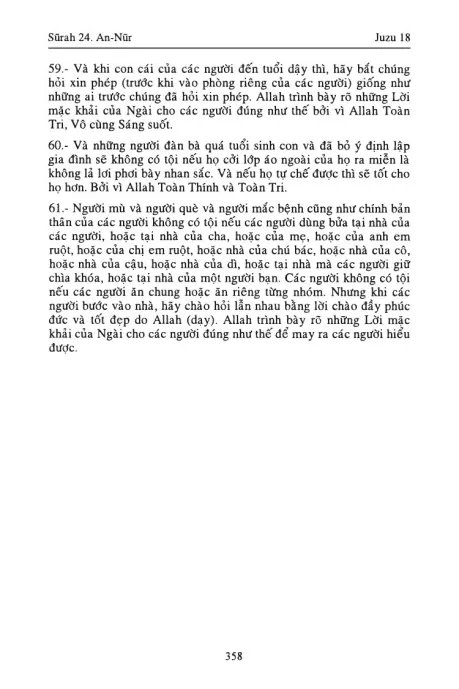 Sūrah 24. An-Nūr Juzu 18
59.- Và khi con cái của các người đến tuổi dậy thì, hãy bắt chúng
hỏi xin phép (trước khi vào phòng riêng của các người) giống như
những ai trước chúng đã hỏi xin phép. Allah trình bày rõ những Lời
mặc khải của Ngài cho các người đúng như thế bởi vì Allah Toàn
Tri, Vô cùng Sáng suốt.
60.- Và những người đàn bà quá tuổi sinh con và đã bỏ ý định lập
gia đình sẽ không có tội nếu họ cởi lớp áo ngoài của họ ra miễn là
không lả lơi phơi bày nhan sắc. Và nếu họ tự chế được thì sẽ tốt cho
họ hơn. Bởi vì Allah Toàn Thính và Toàn Tri.
61.- Người mù và người què và người mắc bệnh cũng như chính bản
thân của các người không có tội nếu các người dùng bữa tại nhà của
các người, hoặc tại nhà của cha, hoặc của mẹ, hoặc của anh em
ruột, hoặc của chị em ruột, hoặc nhà của chú bác, hoặc nhà của cô,
hoặc nhà của cậu, hoặc nhà của dì, hoặc tại nhà mà các người giữ
chìa khóa, hoặc tại nhà của một người bạn. Các người không có tội
nếu các người ăn chung hoặc ăn riêng từng nhóm. Nhưng khi các
người bước vào nhà, hãy chào hỏi lẫn nhau bằng lời chào đầy phúc
đức và tốt đẹp do Allah (dạy). Allah trình bày rõ những Lời mặc
khải của Ngài cho các người đúng như thế để may ra các người hiểu
được.
358